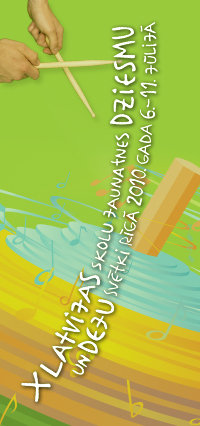 X LATVIJAS SKOLU JAUNATNES DZIESMU
UN DEJU SVĒTKI RĪGĀ 2010. GADA 6.-11. JŪLIJĀ